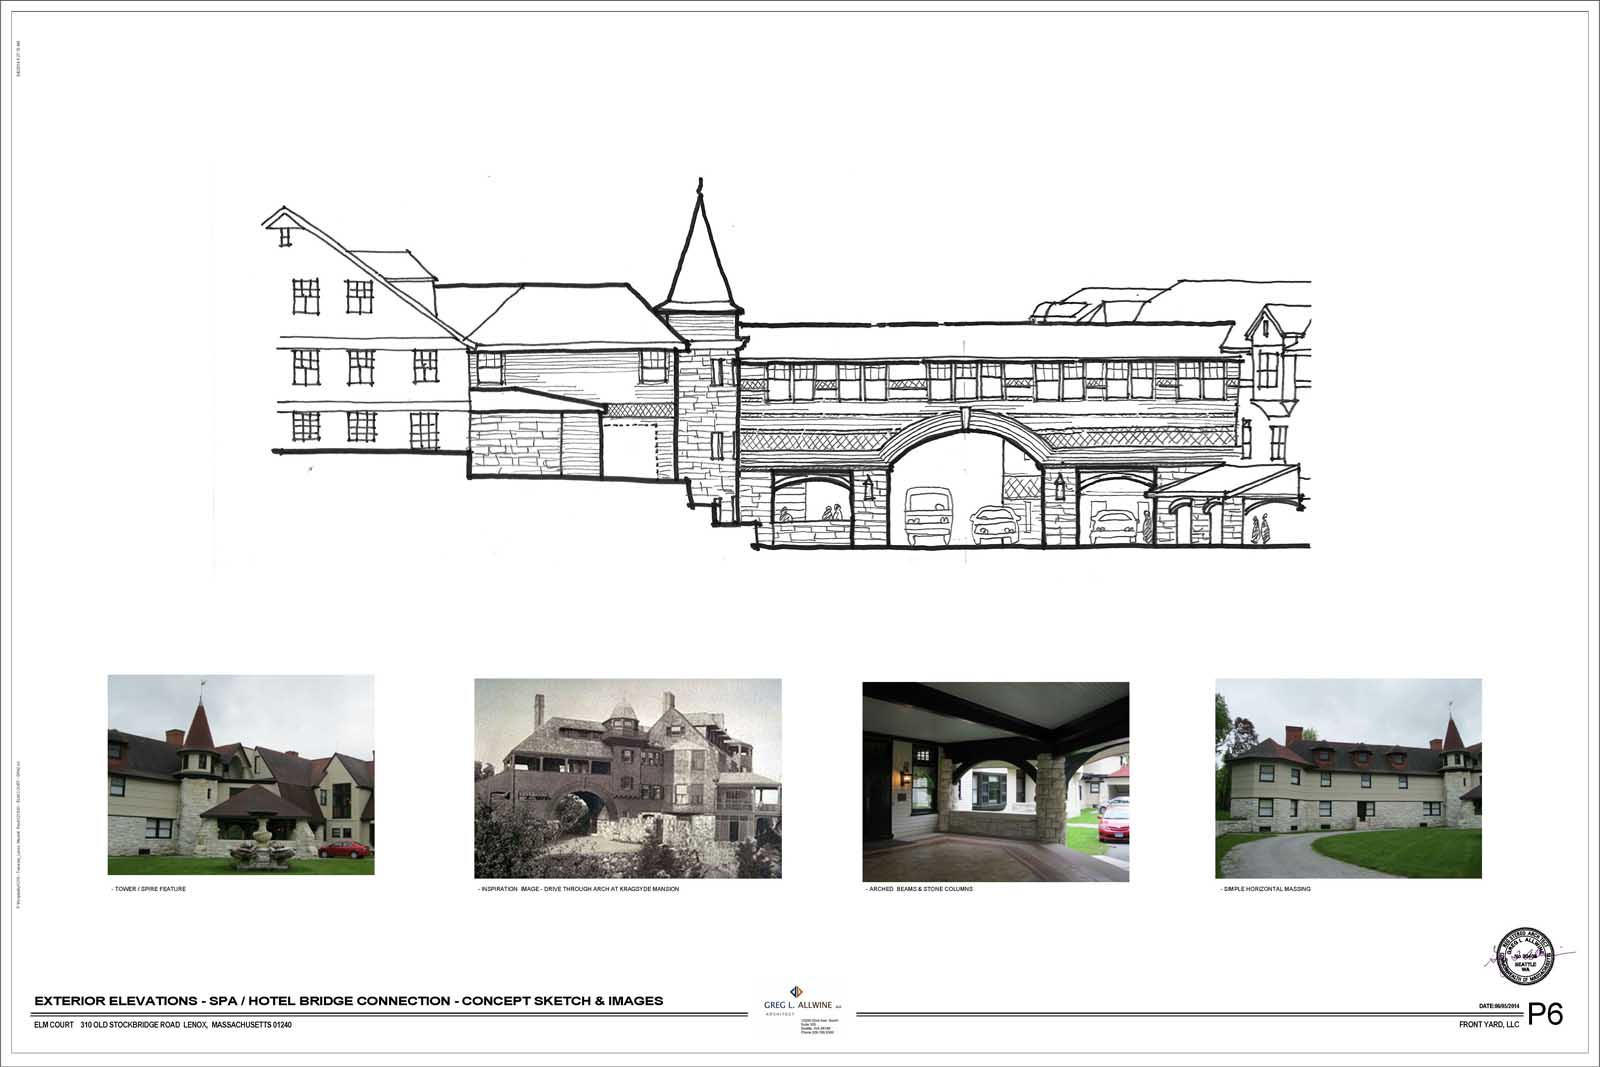 - TOWER / SPIRE FEATURE
- INSPIRATION IMAGE - DRIVE THROUGH ARCH AT KRAGSYDE MANSION
- ARCHED BEAMS & STONE COLUMNS
- SIMPLE HORIZONTAL MASSING
REGISTERED ARCHITECT
GREG L. ALLWINE
SEATTLE
WA
COMMONWEALTH OF MASSACHUSETTS
EXTERIOR ELEVATIONS - SPA / HOTEL BRIDGE CONNECTION - CONCEPT SKETCH & IMAGES
ELM COURT 310 OLD STOCKBRIDGE ROAD LENOX, MASSACHUSETTS 01240
GREG L. ALLWINE LLC
ARCHITECT
DATE:06/05/2014
FRONT YARD, LLC
P6